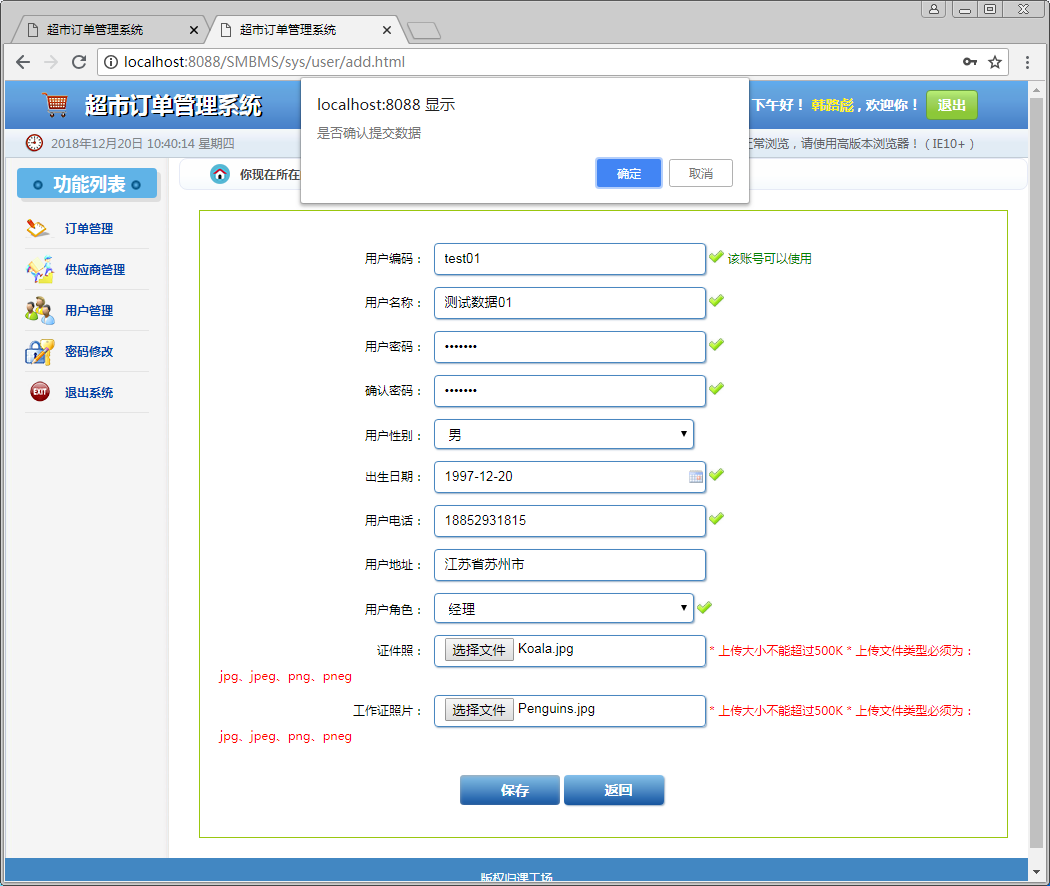 超市订单管理系统
超市订单管理系统
localhost:8088/SMBMS/sys/user/add.html
超市订单管理系统
下午好！ 韩路彪 , 欢迎你！ 退出
2018年12月20日 10:40:14 星期四
正常浏览，请使用高版本浏览器！（IE10+）
localhost:8088 显示
是否确认提交数据
确定
取消
功能列表
你现在所在
订单管理
供应商管理
用户管理
密码修改
EXIT 退出系统
用户编码： test01 该账号可以使用
用户名称： 测试数据01
用户密码： •••••••
确认密码： •••••••
用户性别： 男
出生日期： 1997-12-20
用户电话： 18852931815
用户地址： 江苏省苏州市
用户角色： 经理
证件照： 选择文件 Koala.jpg * 上传大小不能超过500K * 上传文件类型必须为：
jpg、jpeg、png、pneg
工作证照片： 选择文件 Penguins.jpg * 上传大小不能超过500K * 上传文件类型必须为：
jpg、jpeg、png、pneg
保存 返回
版权归课工场